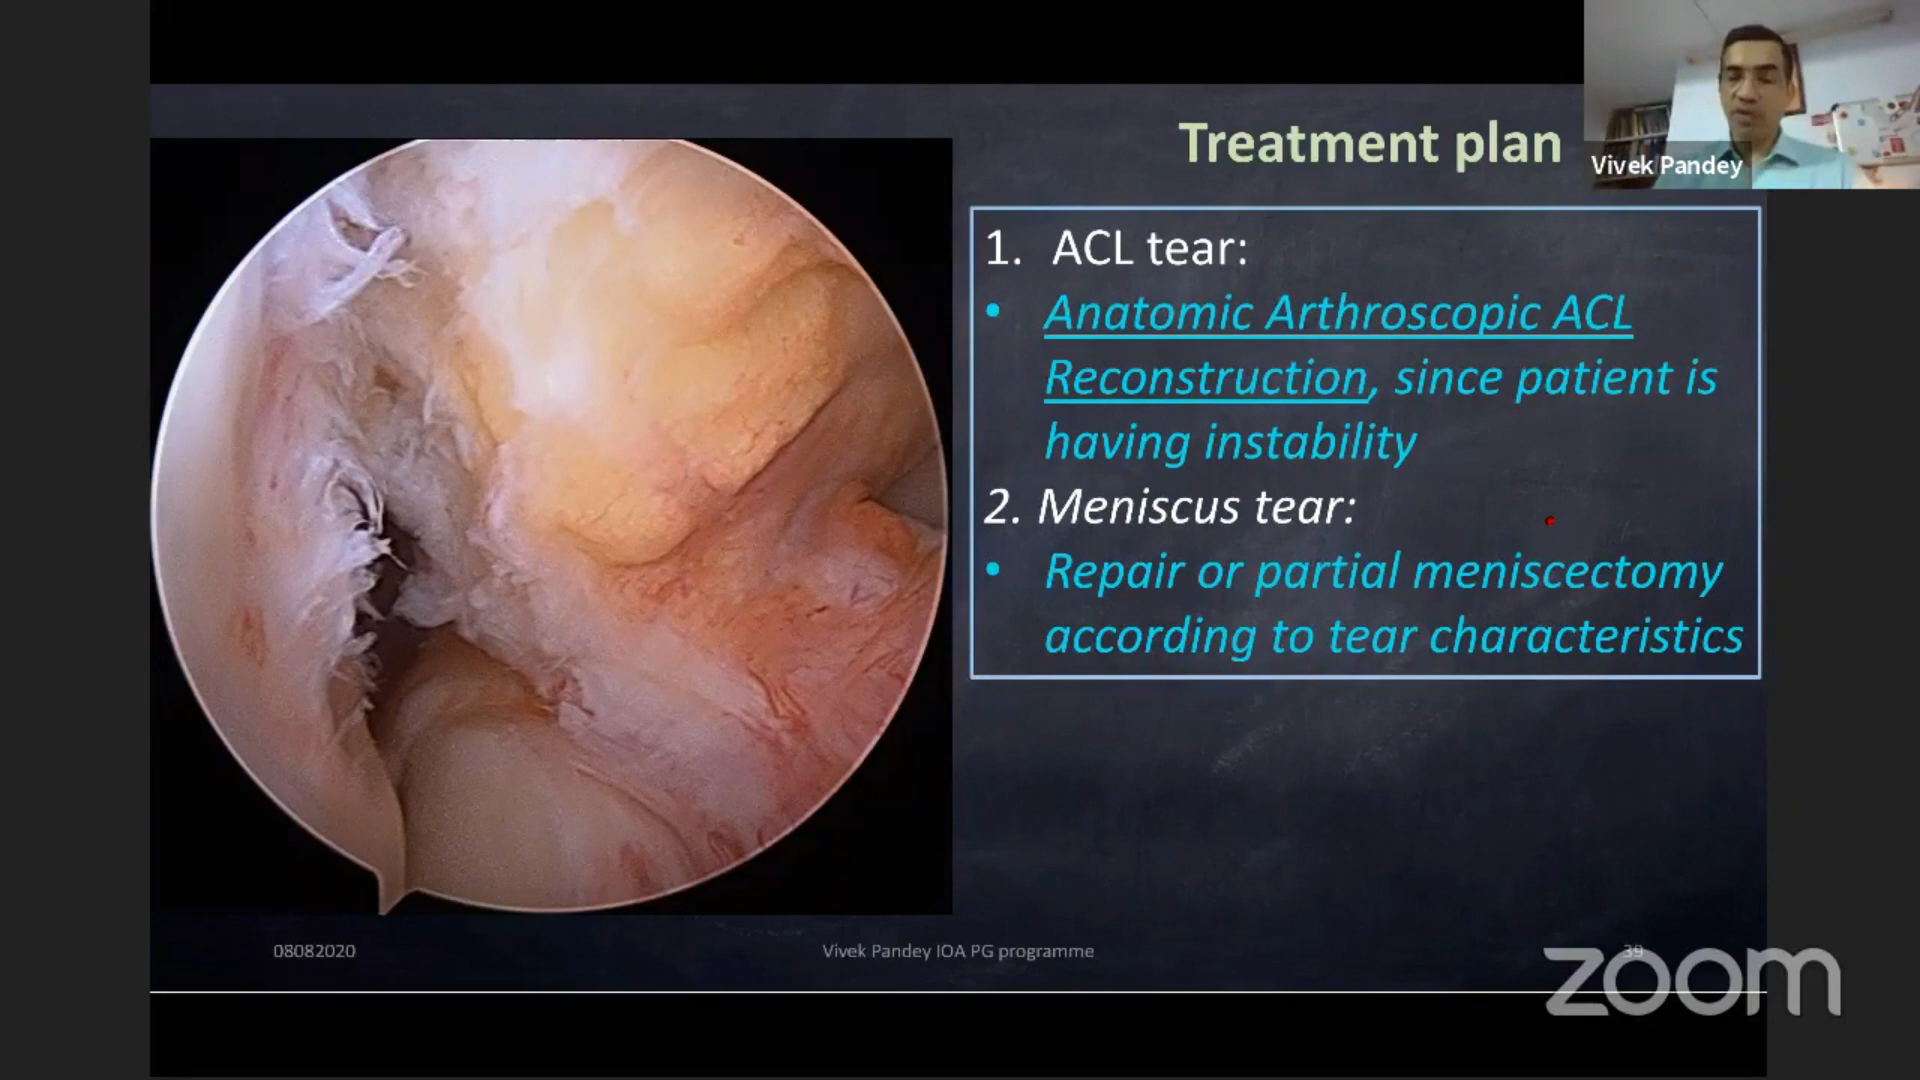 Treatment plan
Vivek Pandey
1. ACL tear:
• Anatomic Arthroscopic ACL
Reconstruction, since patient is
having instability
2. Meniscus tear:
• Repair or partial meniscectomy
according to tear characteristics
08082020
Vivek Pandey IOA PG programme
39
zoom